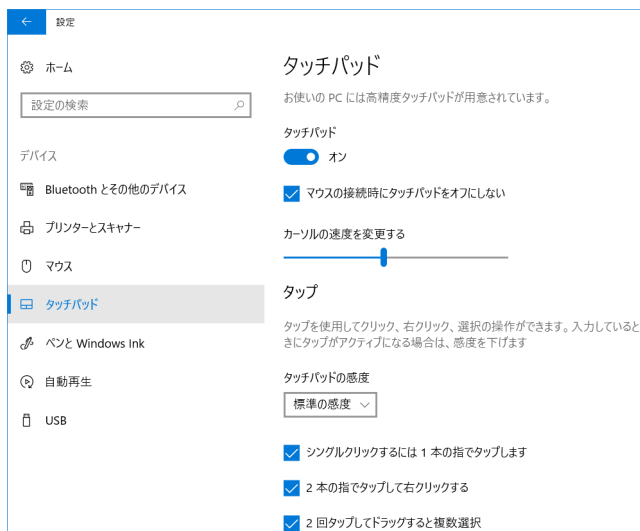 設定
ホーム
設定の検索
デバイス
Bluetooth とその他のデバイス
プリンターとスキャナー
マウス
タッチパッド
ペンと Windows Ink
自動再生
USB
タッチパッド
お使いの PC には高精度タッチパッドが用意されています。
タッチパッド
オン
マウスの接続時にタッチパッドをオフにしない
カーソルの速度を変更する
タップ
タップを使用してクリック、右クリック、選択の操作ができます。入力していると
きにタップがアクティブになる場合は、感度を下げます
タッチパッドの感度
標準の感度
シングルクリックするには 1 本の指でタップします
2 本の指でタップして右クリックする
2 回タップしてドラッグすると複数選択